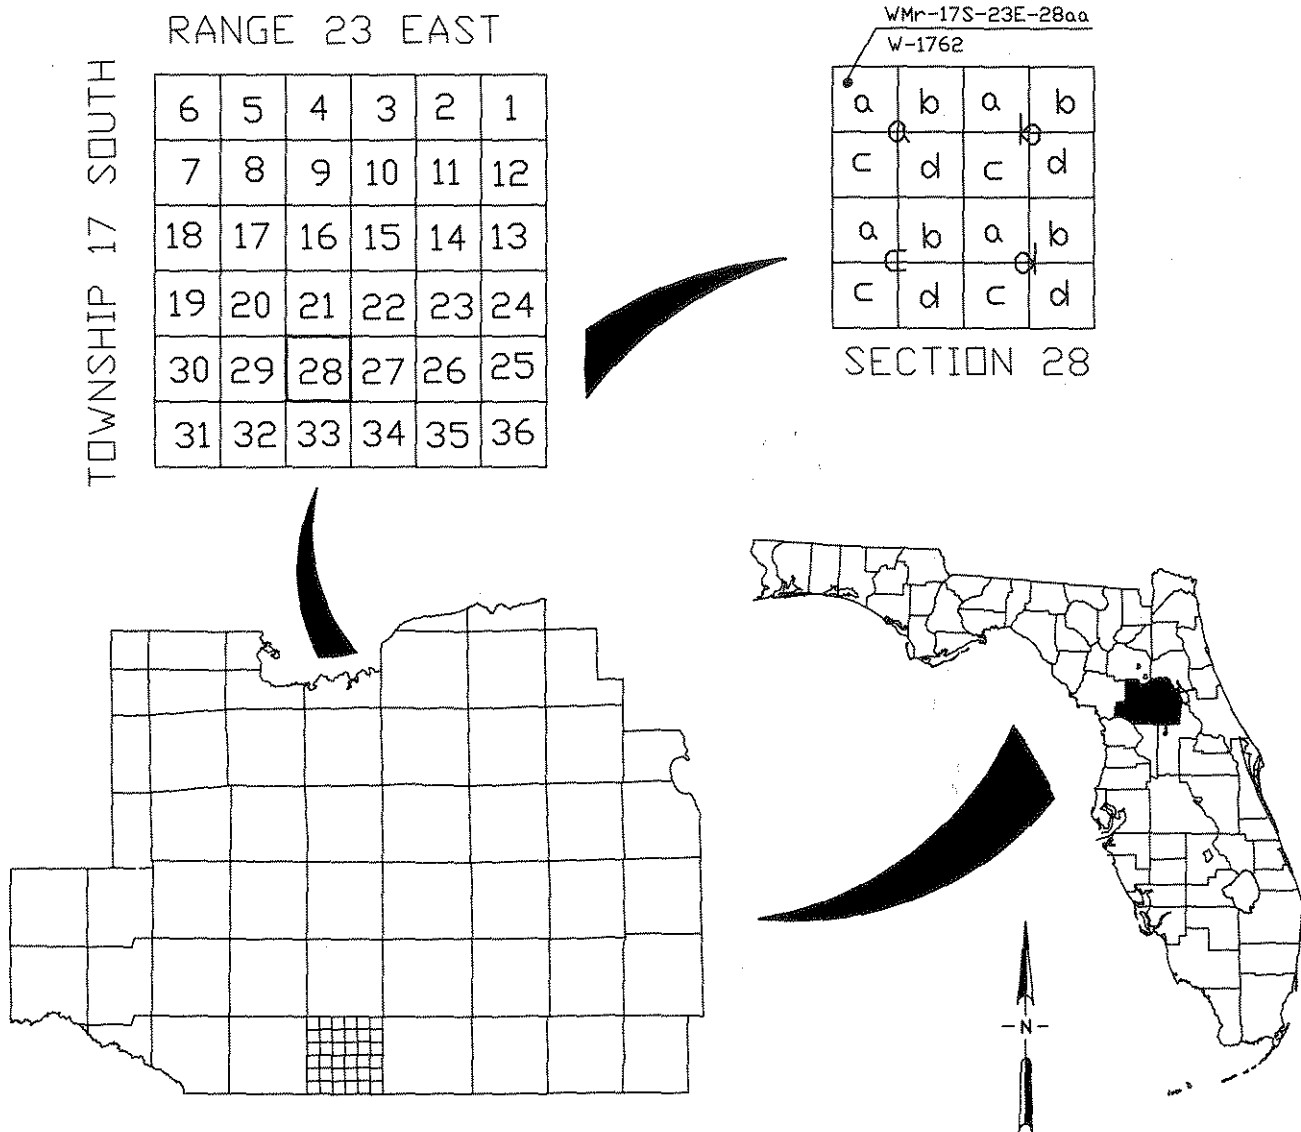 RANGE 23 EAST
TOWNSHIP 17 SOUTH
6 5 4 3 2 1
7 8 9 10 11 12
18 17 16 15 14 13
19 20 21 22 23 24
30 29 28 27 26 25
31 32 33 34 35 36
WMr-17S-23E-28aa
W-1762
a b a b
a b
c d c d
a b a b
c d
c d c d
SECTION 28
-N-